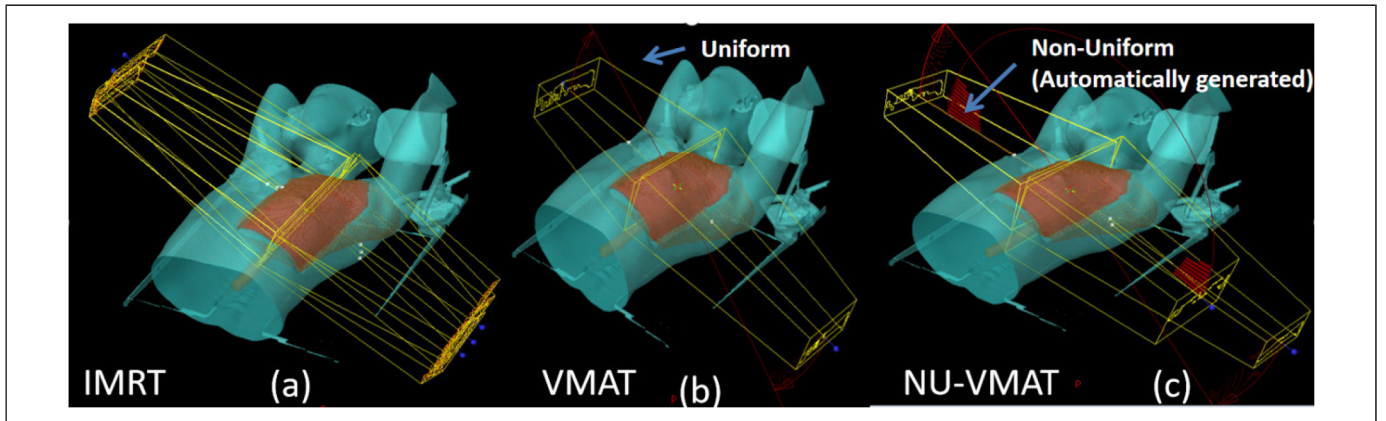 Uniform
Non-Uniform
(Automatically generated)
IMRT
(a)
VMAT
(b)
NU-VMAT
(c)